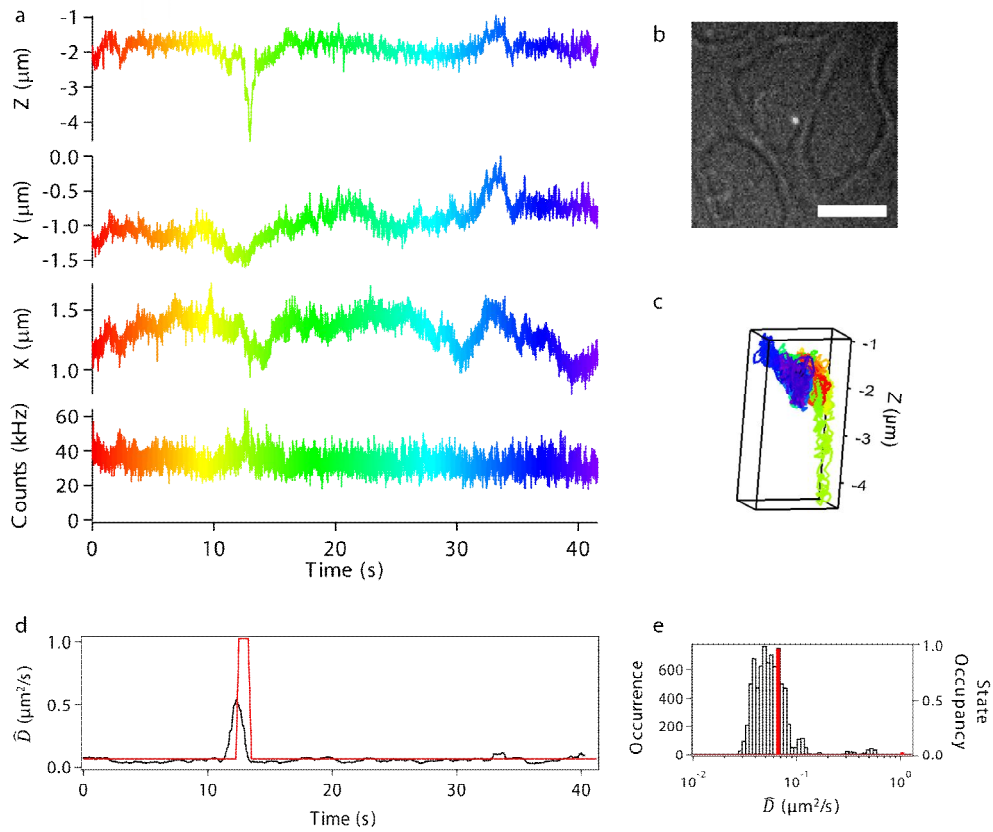 a
Z (μm)
-1
-2
-3
-4
Y (μm)
0.0
-0.5
-1.0
-1.5
X (μm)
1.5
1.0
Counts (kHz)
60
40
20
0
0 10 20 30 40
Time (s)
b
c
-1
-2
-3
-4
Z (μm)
d
D̂ (μm²/s)
1.0
0.5
0.0
0 10 20 30 40
Time (s)
e
Occurrence
600
400
200
0
1.0
0.5
0.0
State
Occupancy
10⁻² 10⁻¹ 10⁰
D̂ (μm²/s)